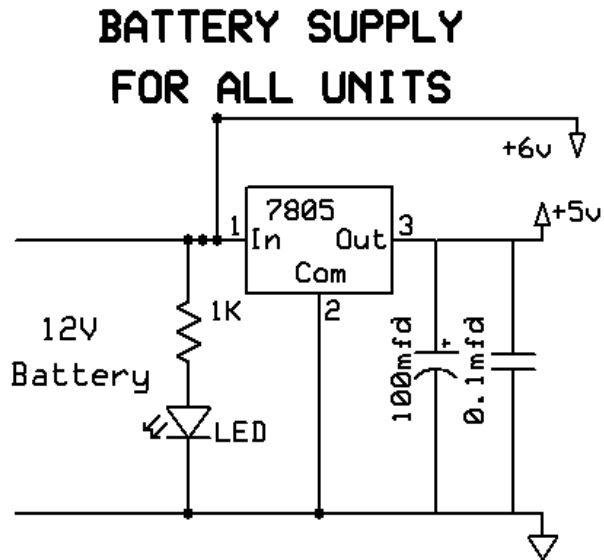 BATTERY SUPPLY
FOR ALL UNITS
+6v
7805
+5v
1
3
In
Out
Com
2
1K
12V
Battery
LED
100mfd
+
0.1mfd